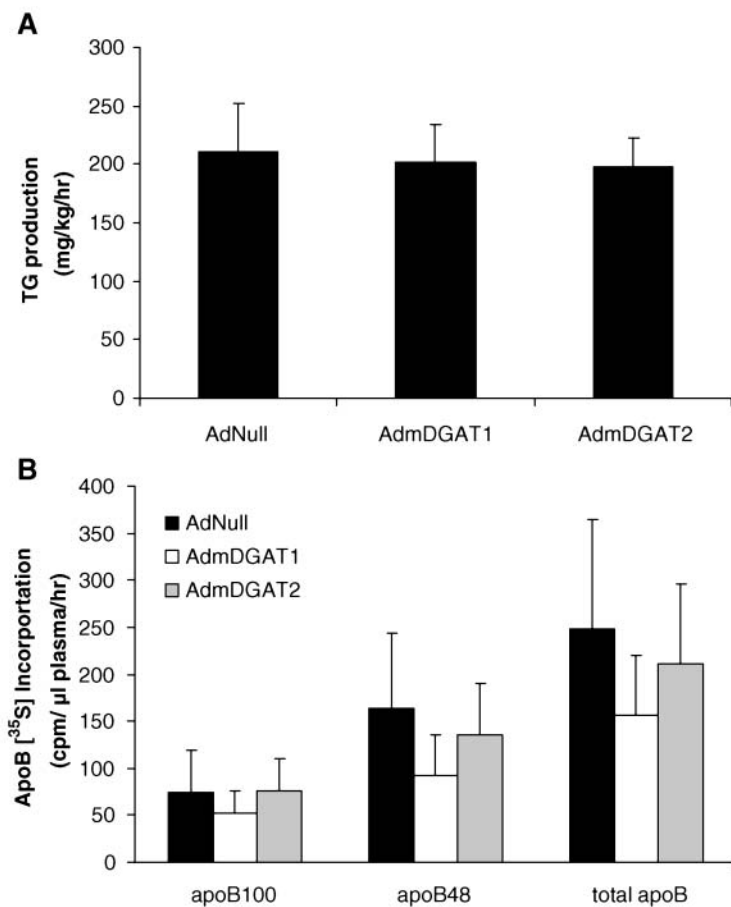 A
TG production
(mg/kg/hr)
300
250
200
150
100
50
0
AdNull AdmDGAT1 AdmDGAT2
B
ApoB [³⁵S] Incorportation
(cpm/ µl plasma/hr)
400
350
300
250
200
150
100
50
0
AdNull
AdmDGAT1
AdmDGAT2
apoB100 apoB48 total apoB